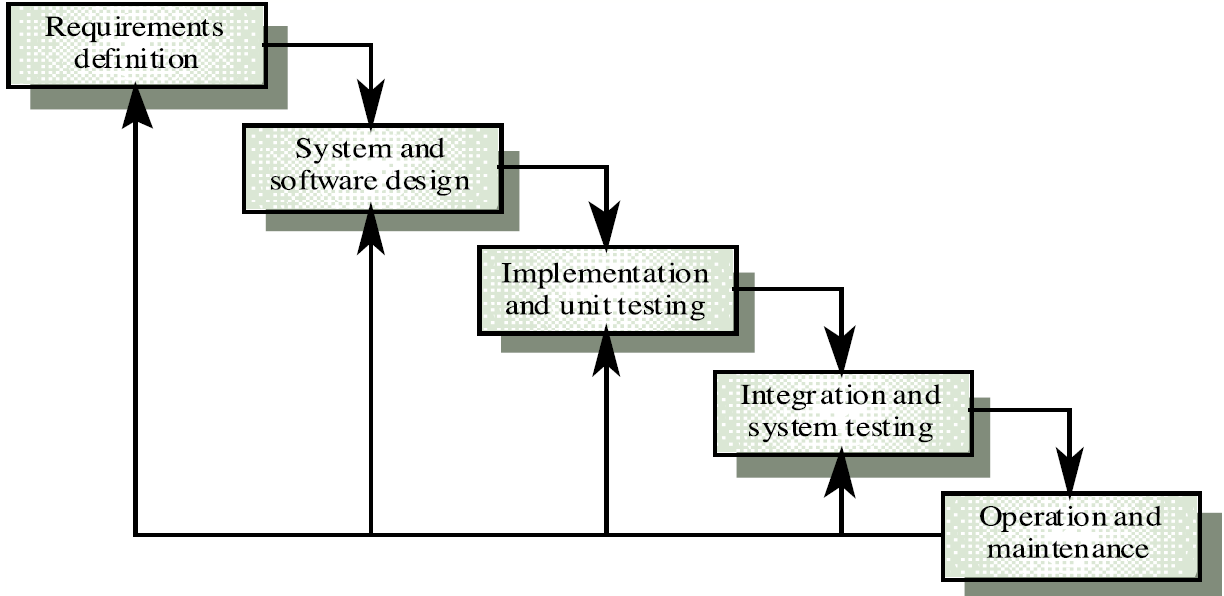 Requirements
definition
System and
software design
Implementation
and unit testing
Integration and
system testing
Operation and
maintenance